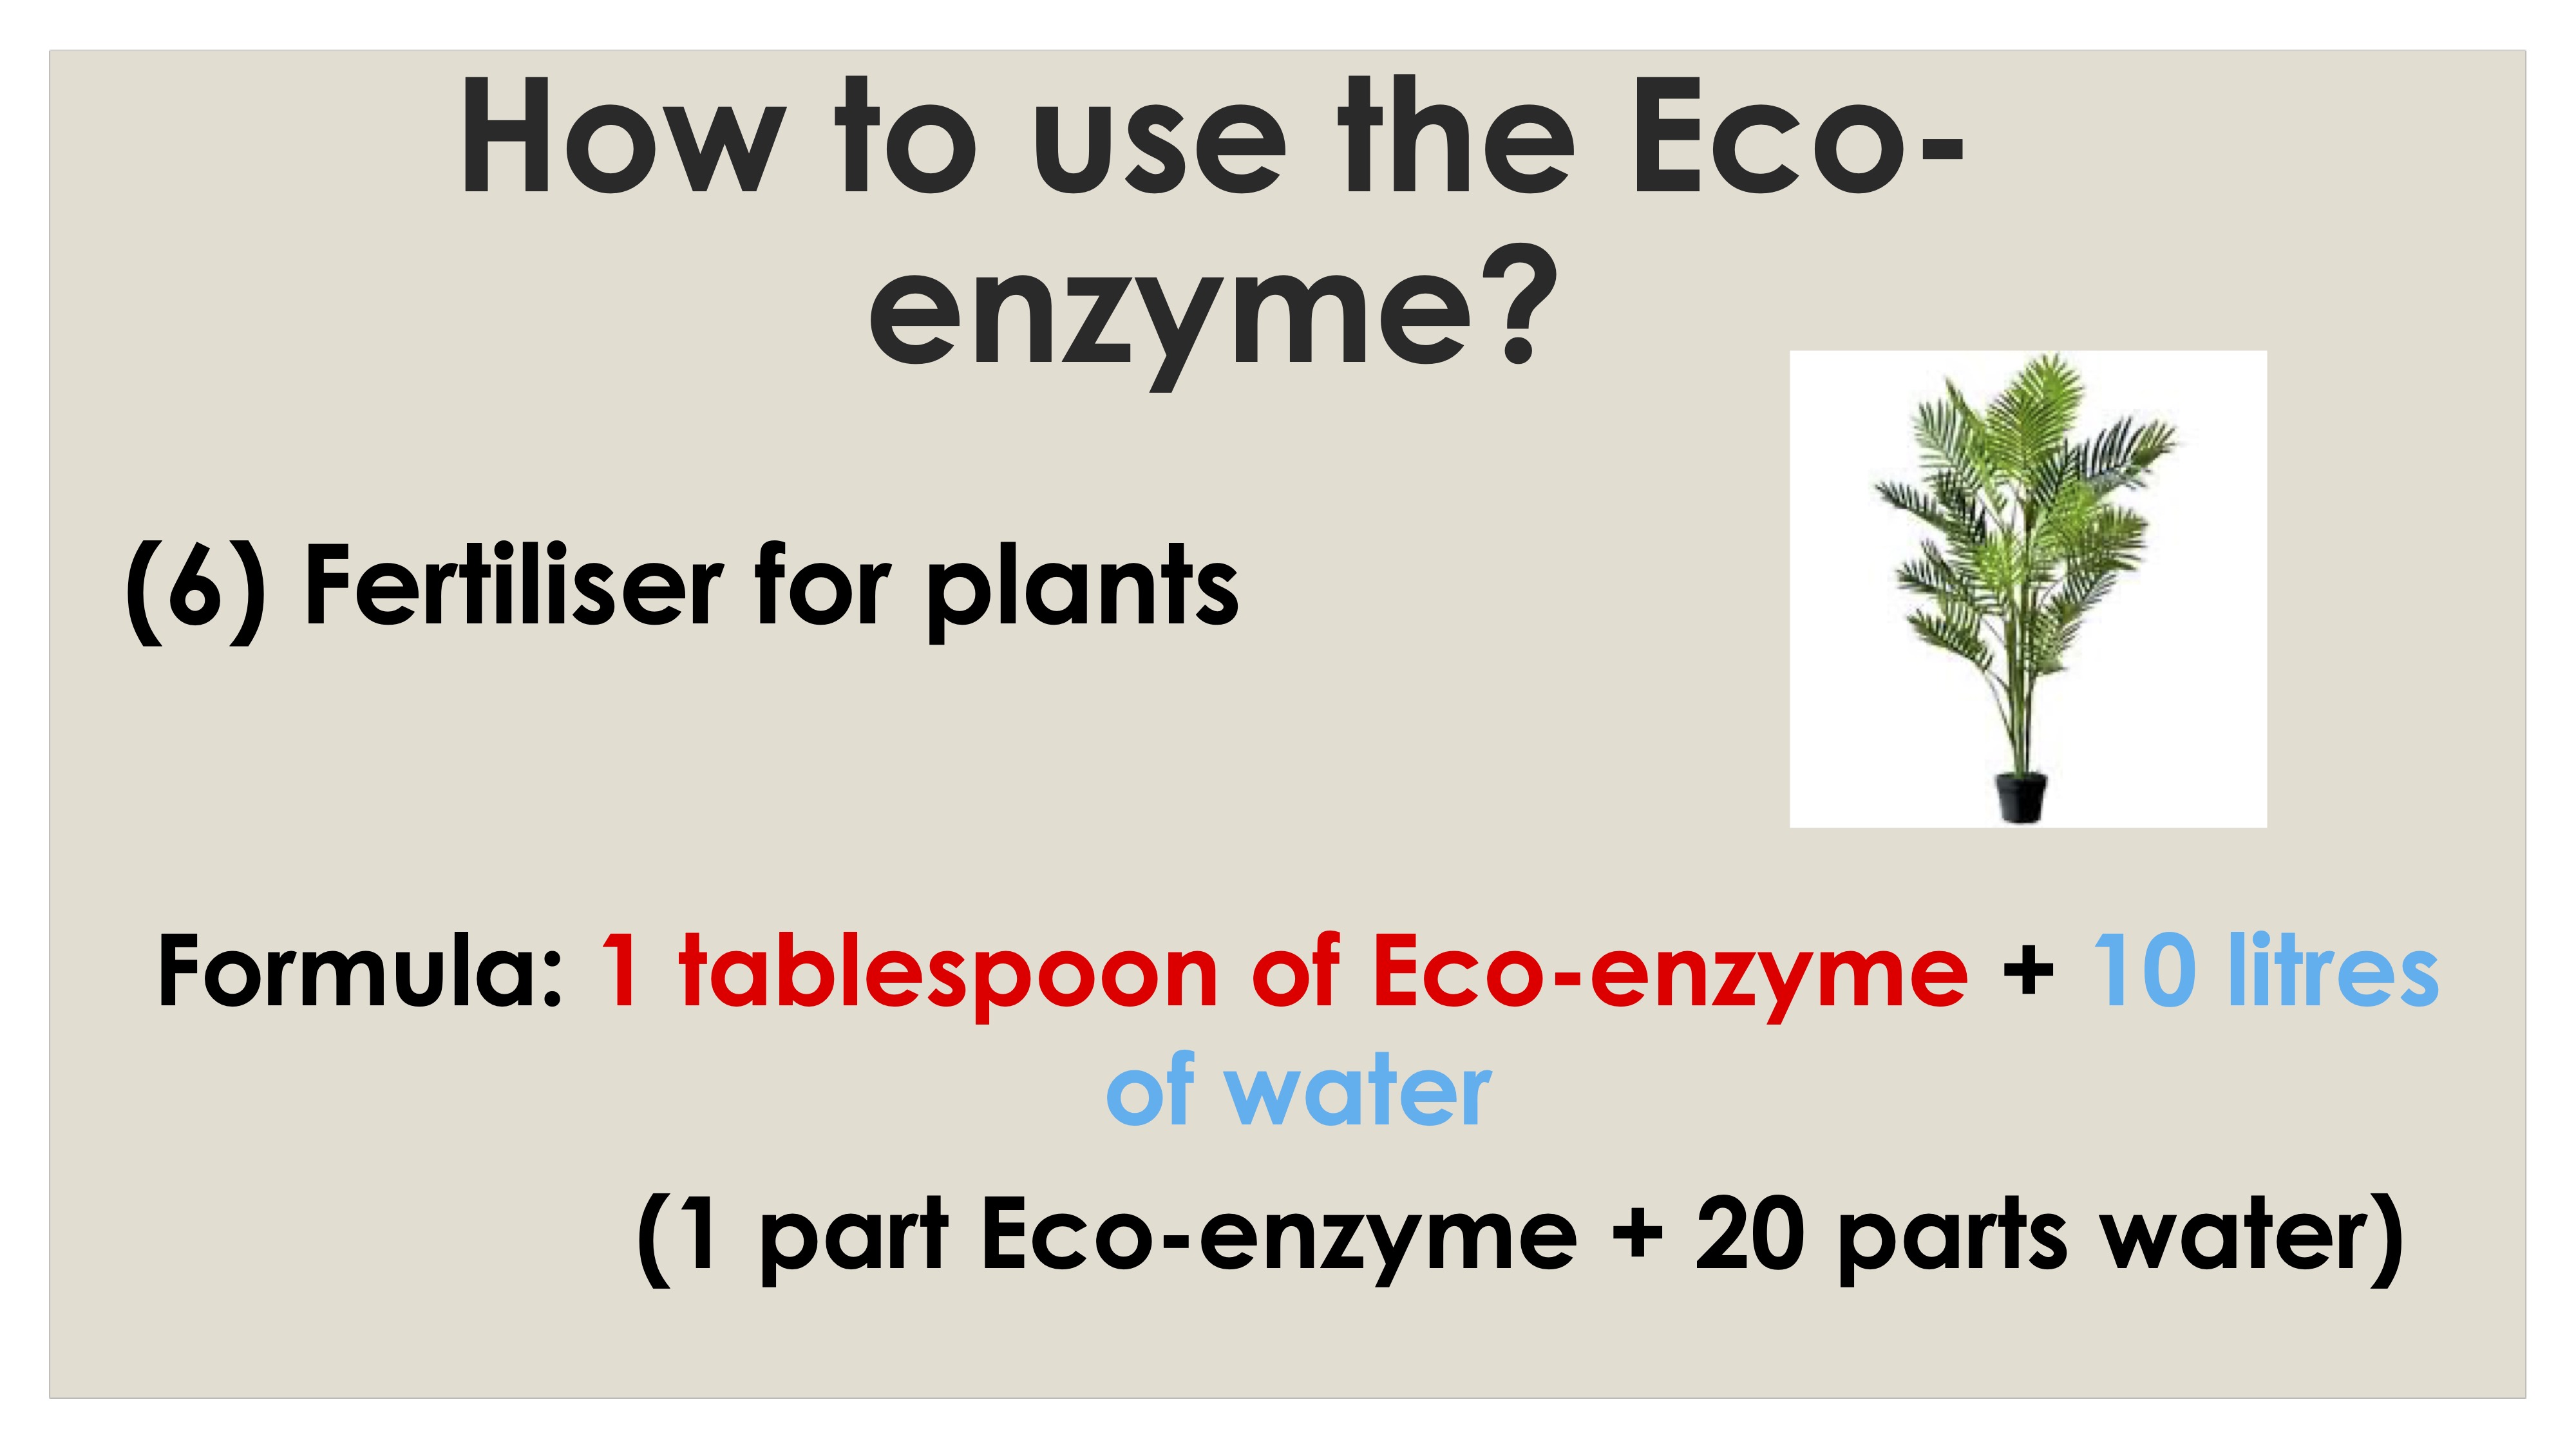 How to use the Eco-
enzyme?
(6) Fertiliser for plants
Formula: 1 tablespoon of Eco-enzyme + 10 litres
of water
(1 part Eco-enzyme + 20 parts water)